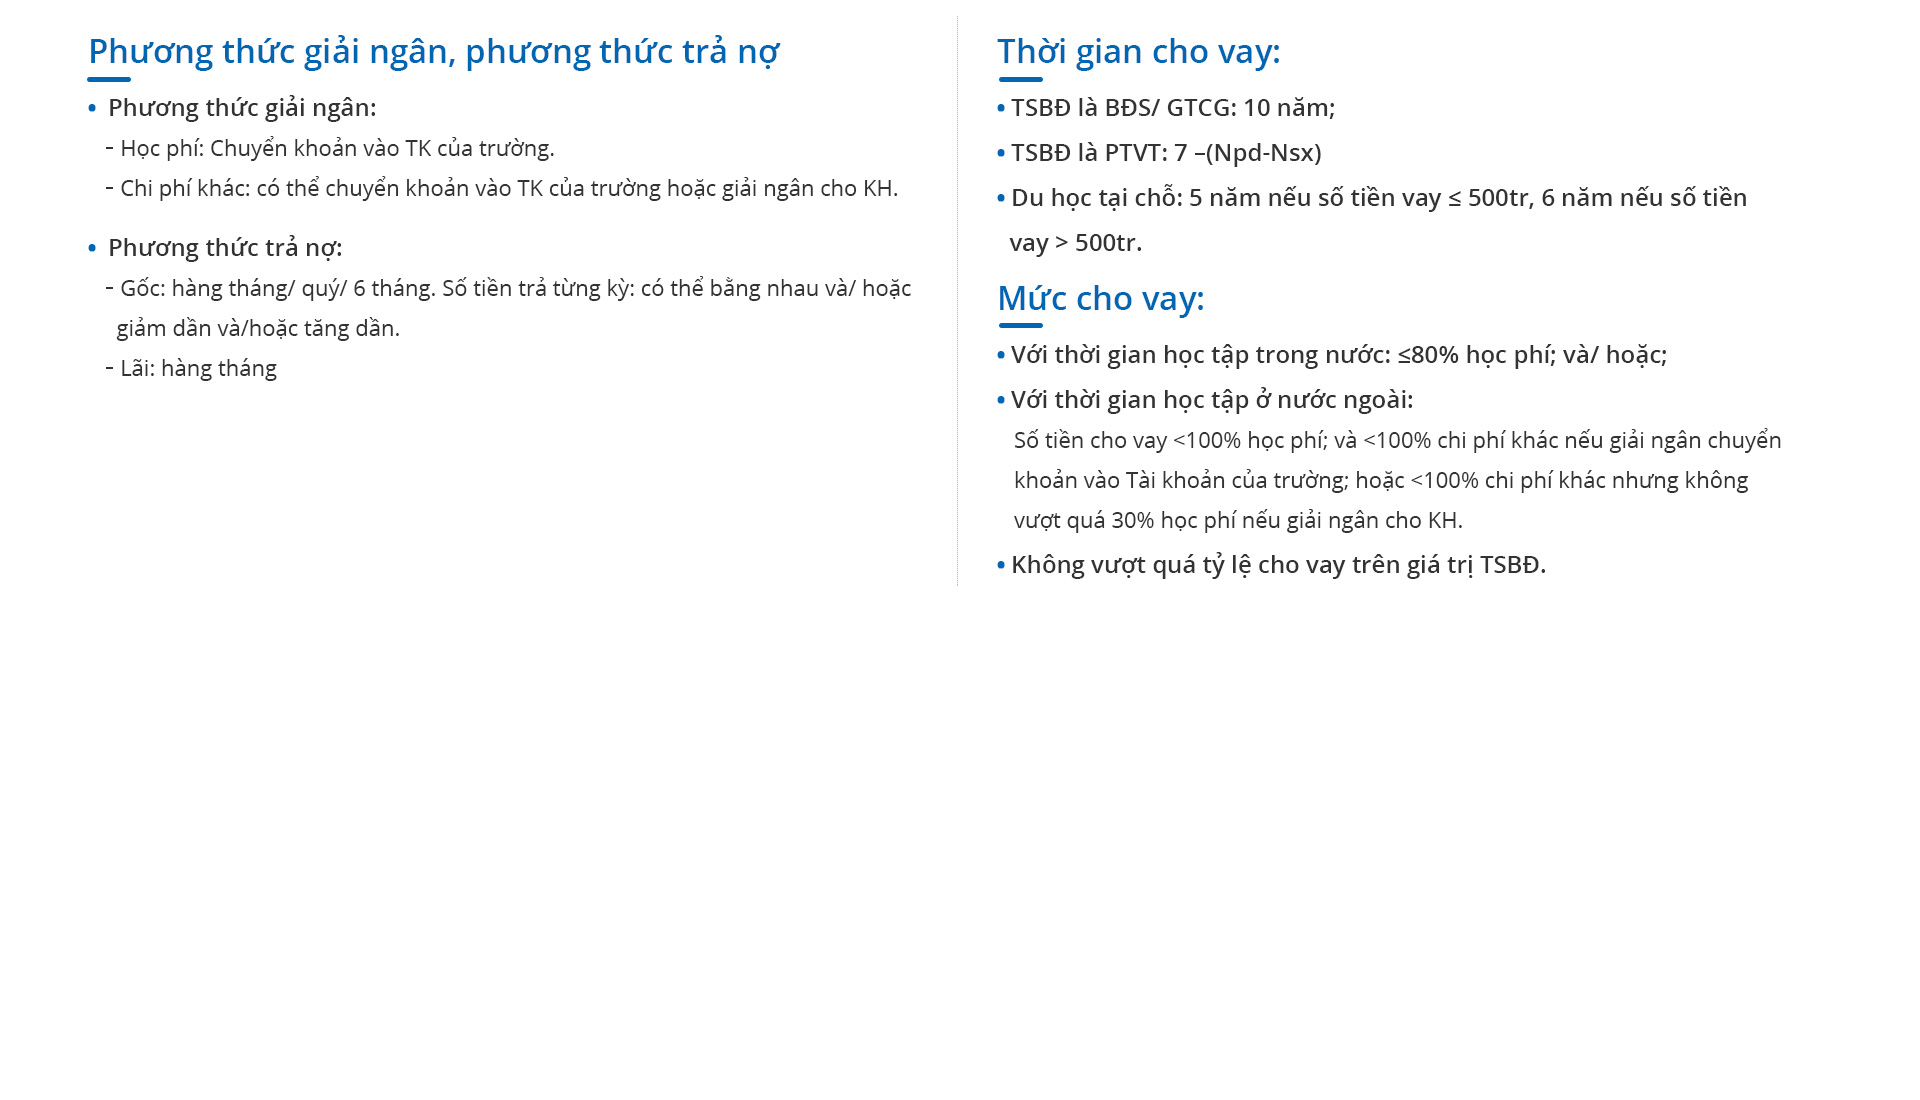 Phương thức giải ngân, phương thức trả nợ
• Phương thức giải ngân:
- Học phí: Chuyển khoản vào TK của trường.
- Chi phí khác: có thể chuyển khoản vào TK của trường hoặc giải ngân cho KH.
• Phương thức trả nợ:
- Gốc: hàng tháng/ quý/ 6 tháng. Số tiền trả từng kỳ: có thể bằng nhau và/ hoặc
giảm dần và/hoặc tăng dần.
- Lãi: hàng tháng
Thời gian cho vay:
• TSBĐ là BĐS/ GTCG: 10 năm;
• TSBĐ là PTVT: 7 –(Npd-Nsx)
• Du học tại chỗ: 5 năm nếu số tiền vay ≤ 500tr, 6 năm nếu số tiền
vay > 500tr.
Mức cho vay:
• Với thời gian học tập trong nước: ≤80% học phí; và/ hoặc;
• Với thời gian học tập ở nước ngoài:
Số tiền cho vay <100% học phí; và <100% chi phí khác nếu giải ngân chuyển
khoản vào Tài khoản của trường; hoặc <100% chi phí khác nhưng không
vượt quá 30% học phí nếu giải ngân cho KH.
• Không vượt quá tỷ lệ cho vay trên giá trị TSBĐ.